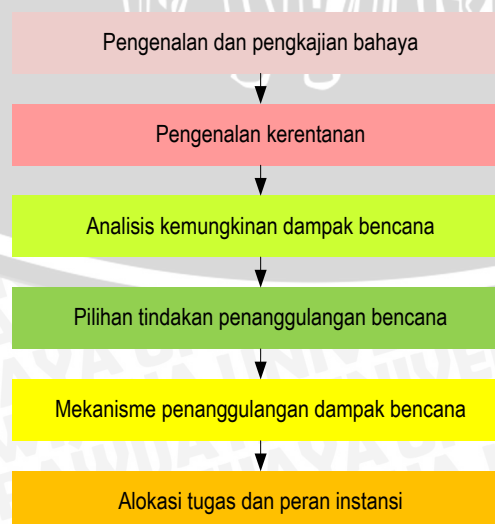 Pengenalan dan pengkajian bahaya
Pengenalan kerentanan
Analisis kemungkinan dampak bencana
Pilihan tindakan penanggulangan bencana
Mekanisme penanggulangan dampak bencana
Alokasi tugas dan peran instansi